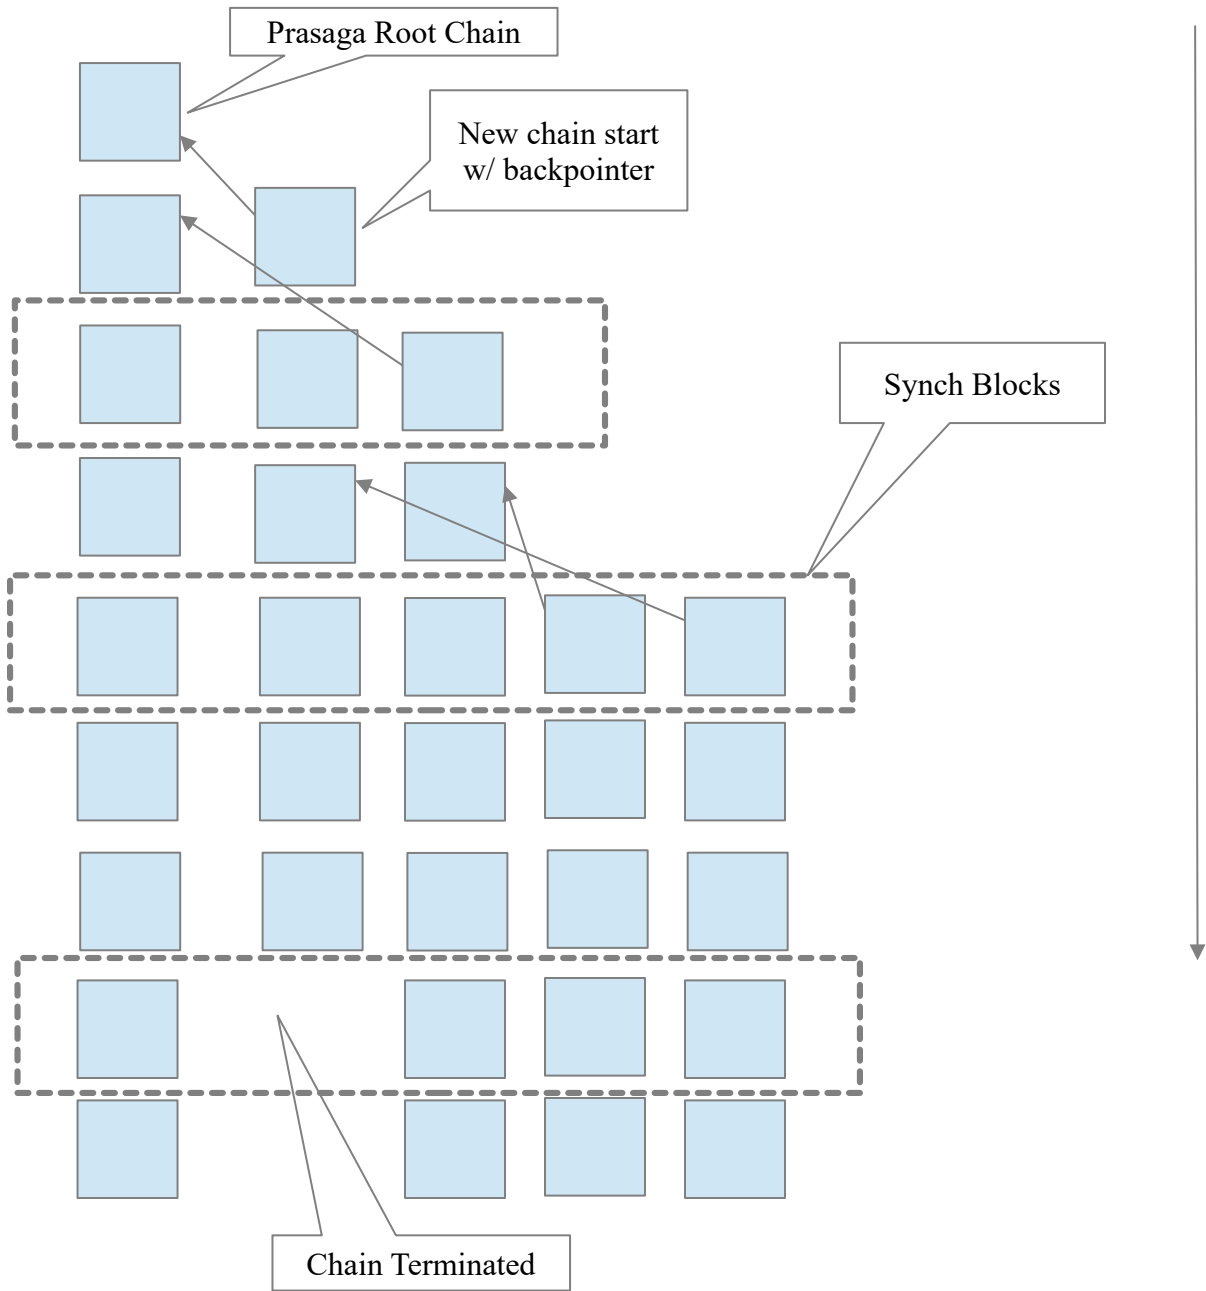 Prasaga Root Chain
New chain start
w/ backpointer
Synch Blocks
Chain Terminated